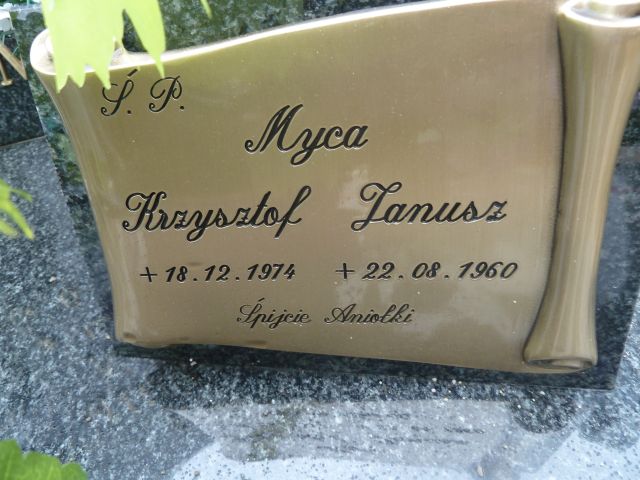 Ś. P.
Myca
Krzysztof Janusz
+ 18.12.1974 + 22.08.1960
Śpijcie Aniołki